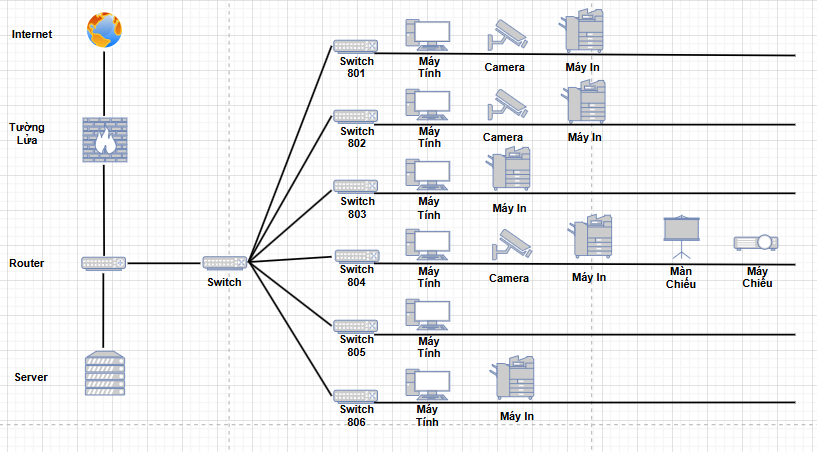 Internet
Tường
Lửa
Router
Server
Switch
Switch
801
Máy
Tính
Camera
Máy In
Switch
802
Máy
Tính
Camera
Máy In
Switch
803
Máy
Tính
Máy In
Switch
804
Máy
Tính
Camera
Máy In
Màn
Chiếu
Máy
Chiếu
Switch
805
Máy
Tính
Switch
806
Máy
Tính
Máy In